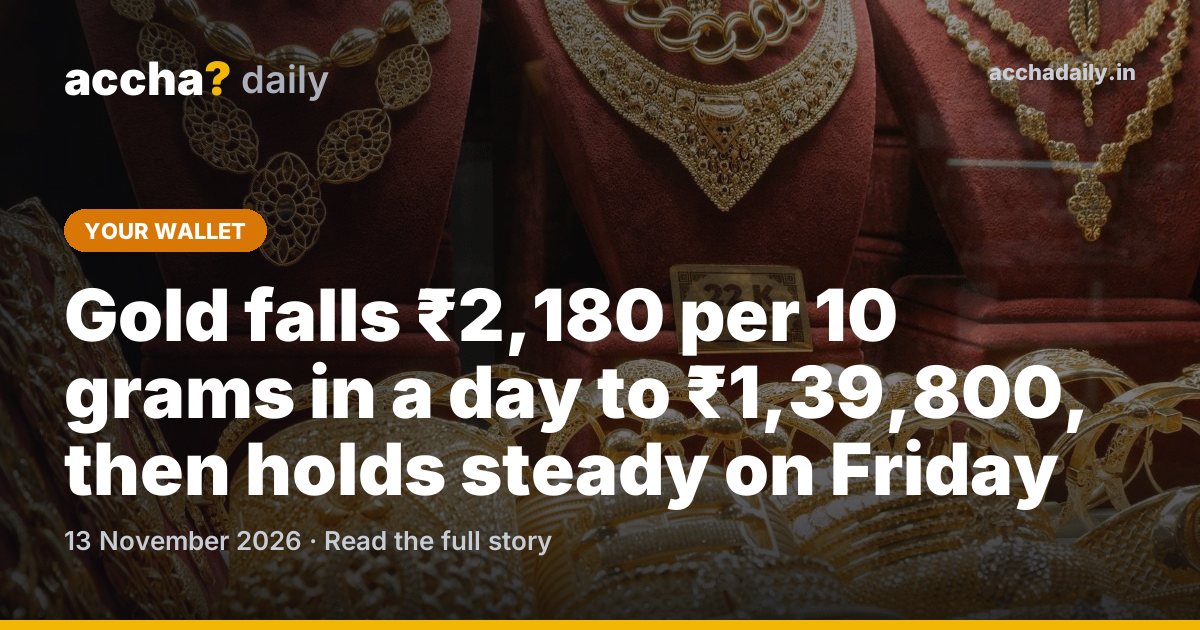 accha? daily
acchadaily.in
YOUR WALLET
22 K
Gold falls ₹2,180 per 10
grams in a day to ₹1,39,800,
then holds steady on Friday
13 November 2026 · Read the full story